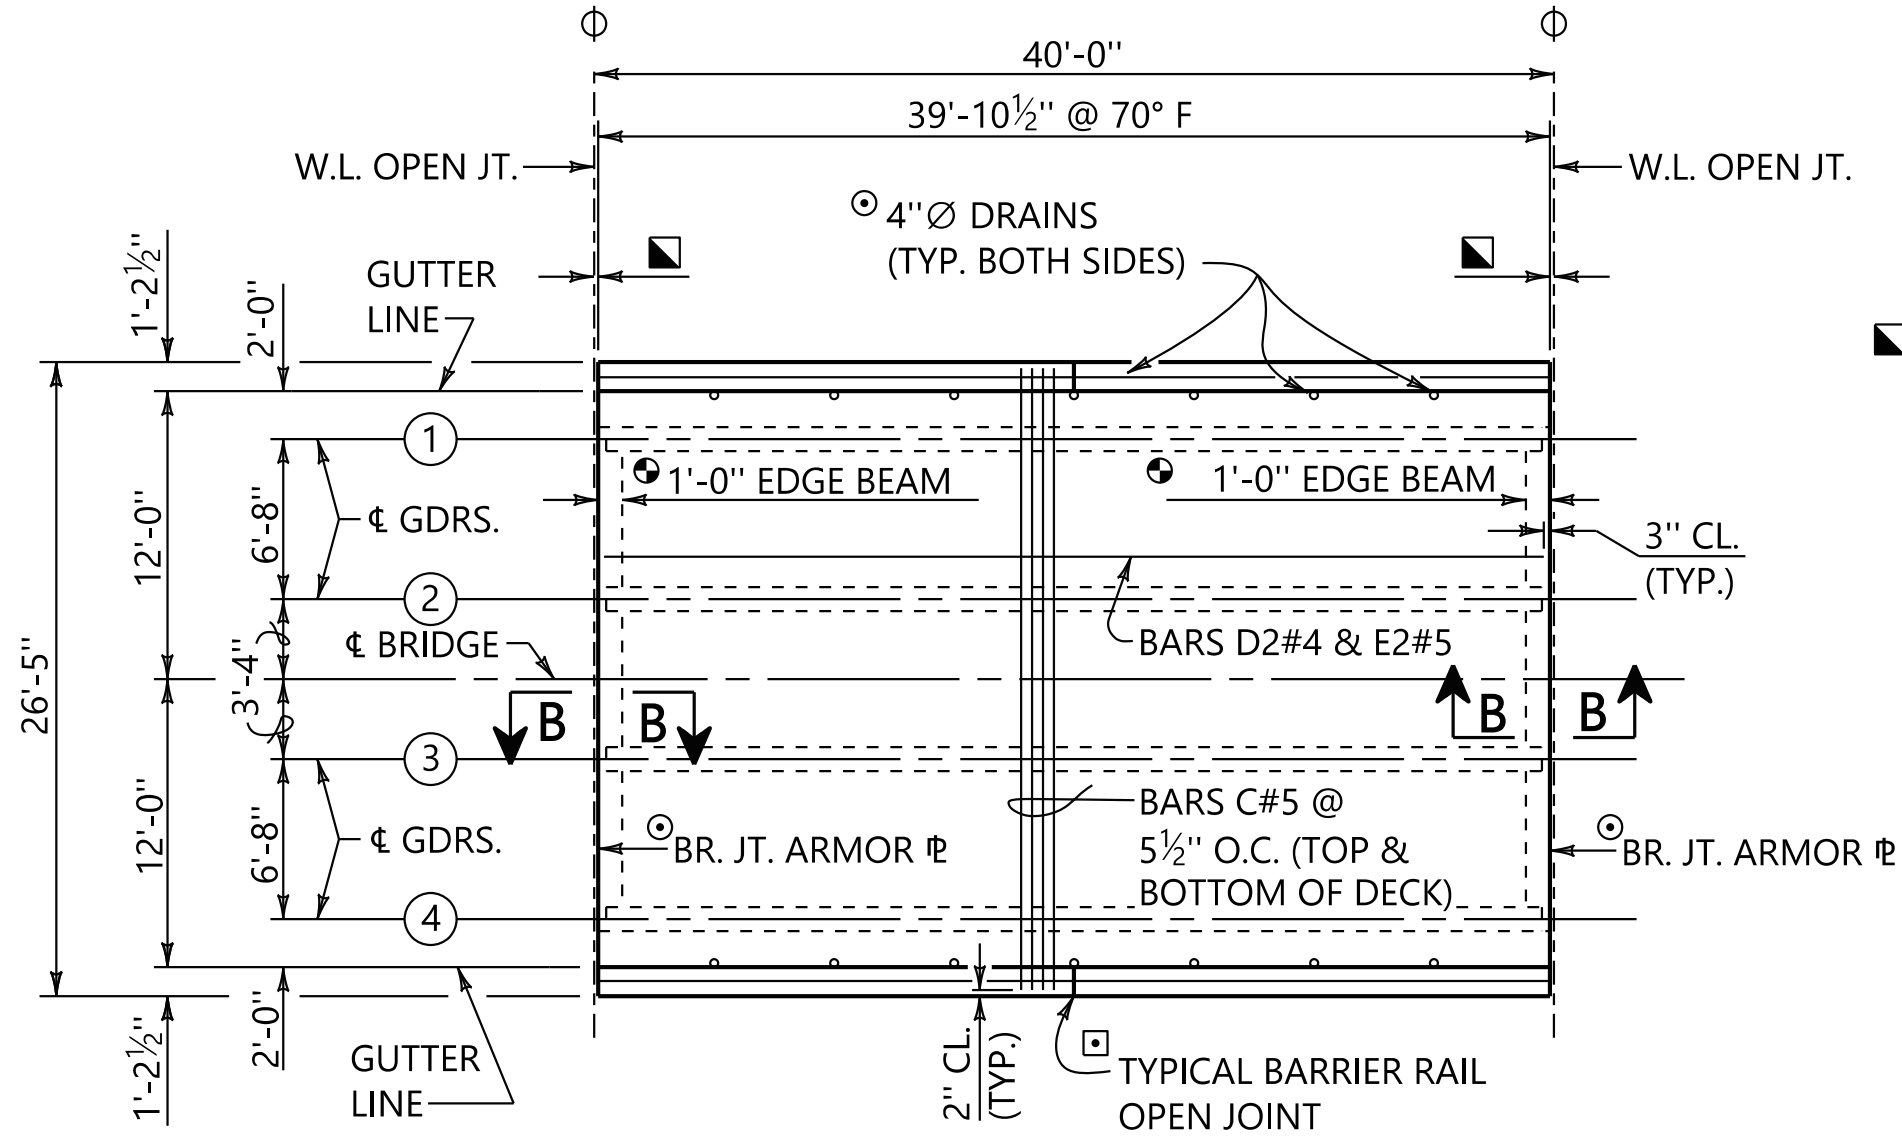 40'-0"
39'-10½" @ 70° F
W.L. OPEN JT.
W.L. OPEN JT.
4"Ø DRAINS
(TYP. BOTH SIDES)
1'-2½"
2'-0"
GUTTER
LINE
1
1'-0" EDGE BEAM
1'-0" EDGE BEAM
6'-8"
12'-0"
℄ GDRS.
3" CL.
(TYP.)
2
26'-5"
3'-4"
℄ BRIDGE
BARS D2#4 & E2#5
B
B
B
B
3
BARS C#5 @
5½" O.C. (TOP &
BOTTOM OF DECK)
12'-0"
6'-8"
℄ GDRS.
BR. JT. ARMOR ⅊
BR. JT. ARMOR ⅊
4
1'-2½"
2'-0"
GUTTER
LINE
2" CL.
(TYP.)
TYPICAL BARRIER RAIL
OPEN JOINT